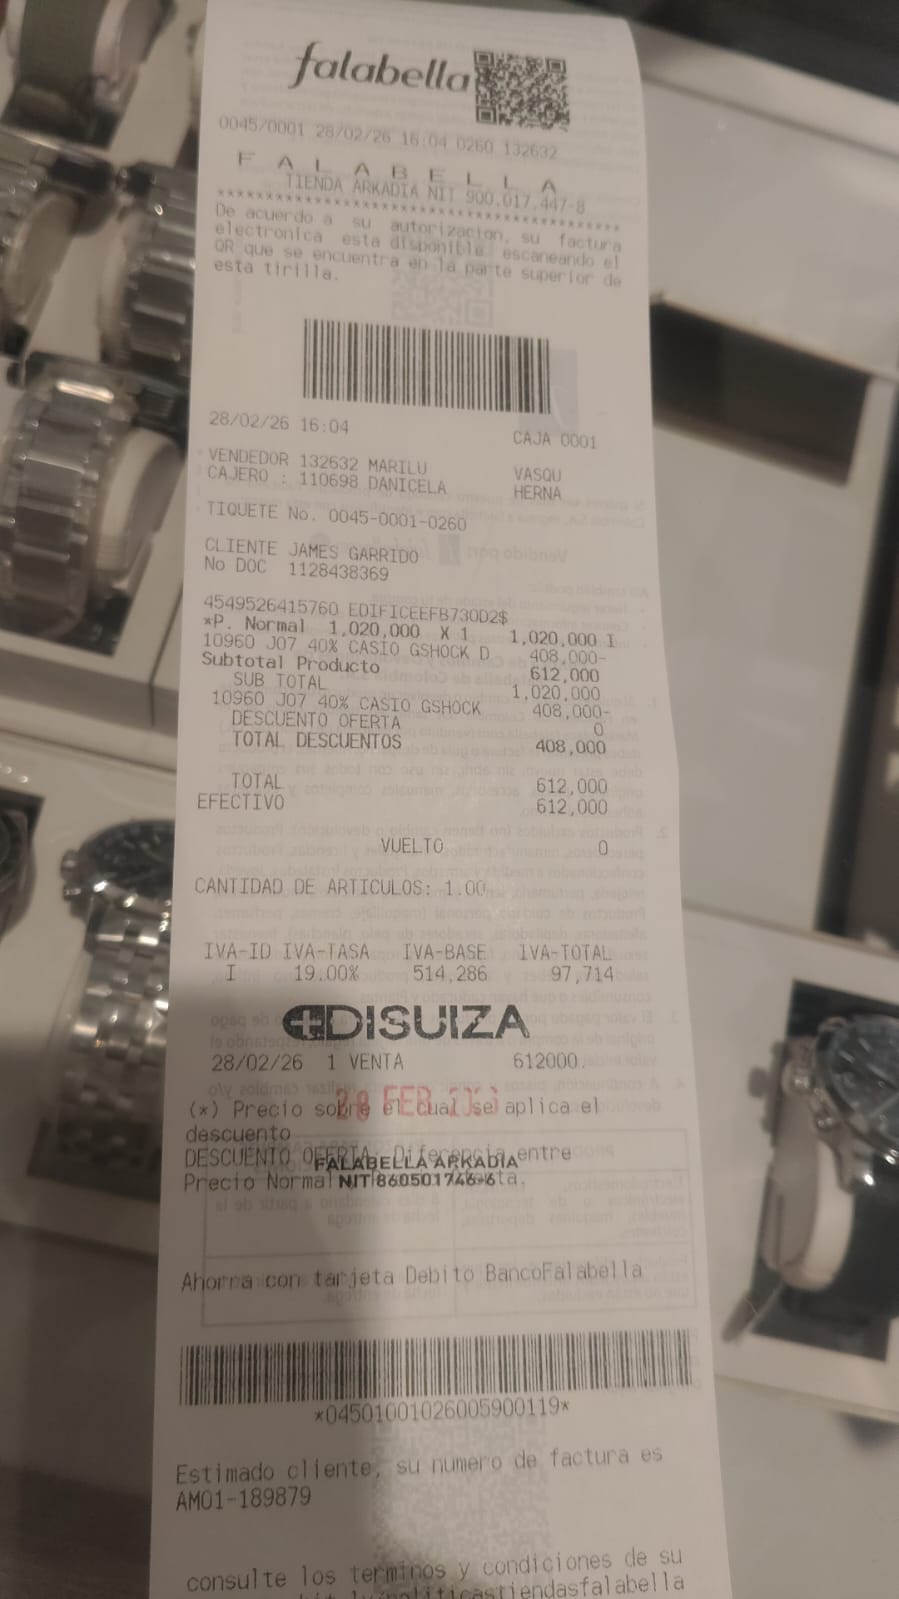 falabella
0045/0001 28/02/26 16:04 0260 132632
F A L A B E L L A
TIENDA ARKADIA NIT 900.017.447-8
****************************************
De acuerdo a su autorizacion, su factura
electronica esta disponible escaneando el
QR que se encuentra en la parte superior de
esta tirilla.
28/02/26 16:04 CAJA 0001
VENDEDOR 132632 MARILU VASQU
CAJERO : 110698 DANICELA HERNA
TIQUETE No. 0045-0001-0260
CLIENTE JAMES GARRIDO
No DOC 1128438369
4549526415760 EDIFICEEFB730D2$
*P. Normal 1,020,000 X 1 1,020,000 I
10960 J07 40% CASIO GSHOCK D 408,000-
Subtotal Producto 612,000
SUB TOTAL 1,020,000
10960 J07 40% CASIO GSHOCK 408,000-
DESCUENTO OFERTA 0
TOTAL DESCUENTOS 408,000
TOTAL 612,000
EFECTIVO 612,000
VUELTO 0
CANTIDAD DE ARTICULOS: 1.00
IVA-ID IVA-TASA IVA-BASE IVA-TOTAL
I 19.00% 514,286 97,714
DISUIZA
28/02/26 1 VENTA 612000.
28 FEB
(*) Precio sobre el cual se aplica el
descuento
DESCUENTO OFERTA: Diferencia entre
FALABELLA ARKADIA
Precio Normal
NIT 860501746-6
Ahorra con tarjeta Debito BancoFalabella
*04501001026005900119*
Estimado cliente, su numero de factura es
AM01-189879
consulte los terminos y condiciones de su